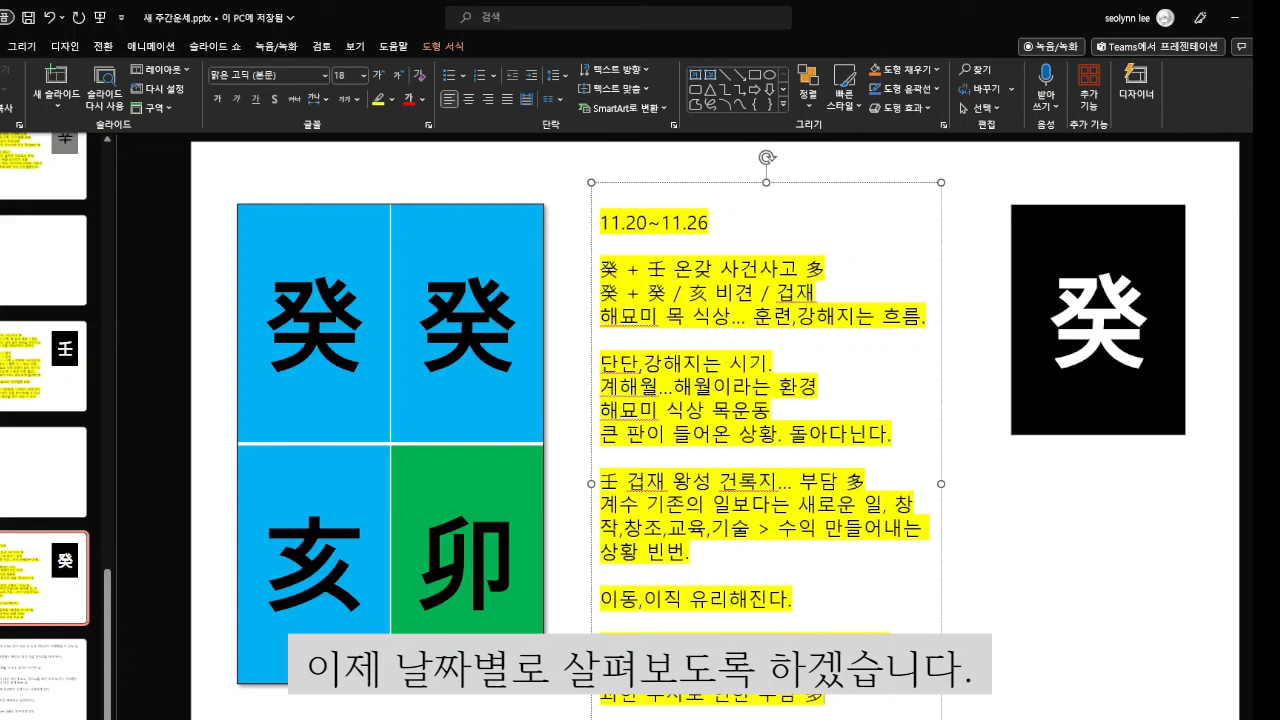 새 주간운세.pptx • 이 PC에 저장됨
검색
seolynn lee
그리기 디자인 전환 애니메이션 슬라이드 쇼 녹음/녹화 검토 보기 도움말 도형 서식
녹음/녹화 Teams에서 프레젠테이션
새 슬라이드
슬라이드 다시 사용
레이아웃
다시 설정
구역
슬라이드
맑은 고딕 (본문) 18
가 가 가 S 가나 가가 가 가
글꼴
텍스트 방향
텍스트 맞춤
SmartArt로 변환
단락
정렬
빠른 스타일
도형 채우기
도형 윤곽선
도형 효과
그리기
찾기
바꾸기
선택
편집
받아쓰기
음성
추가 기능
추가 기능
디자이너
辛
壬
癸
癸 癸
亥 卯
11.20~11.26
癸 + 壬 온갖 사건사고 多
癸 + 癸 / 亥 비견 / 겁재
해묘미 목 식상... 훈련,강해지는 흐름.
단단,강해지는 시기.
계해월...해월이라는 환경
해묘미 식상 목운동
큰 판이 들어온 상황. 돌아다닌다.
壬 겁재 왕성 건록지... 부담 多
계수 기존의 일보다는 새로운 일, 창
작,창조,교육,기술 > 수익 만들어내는
상황 빈번.
이동,이직 유리해진다.
癸
이제 날짜별로 살펴보도록 하겠습니다.